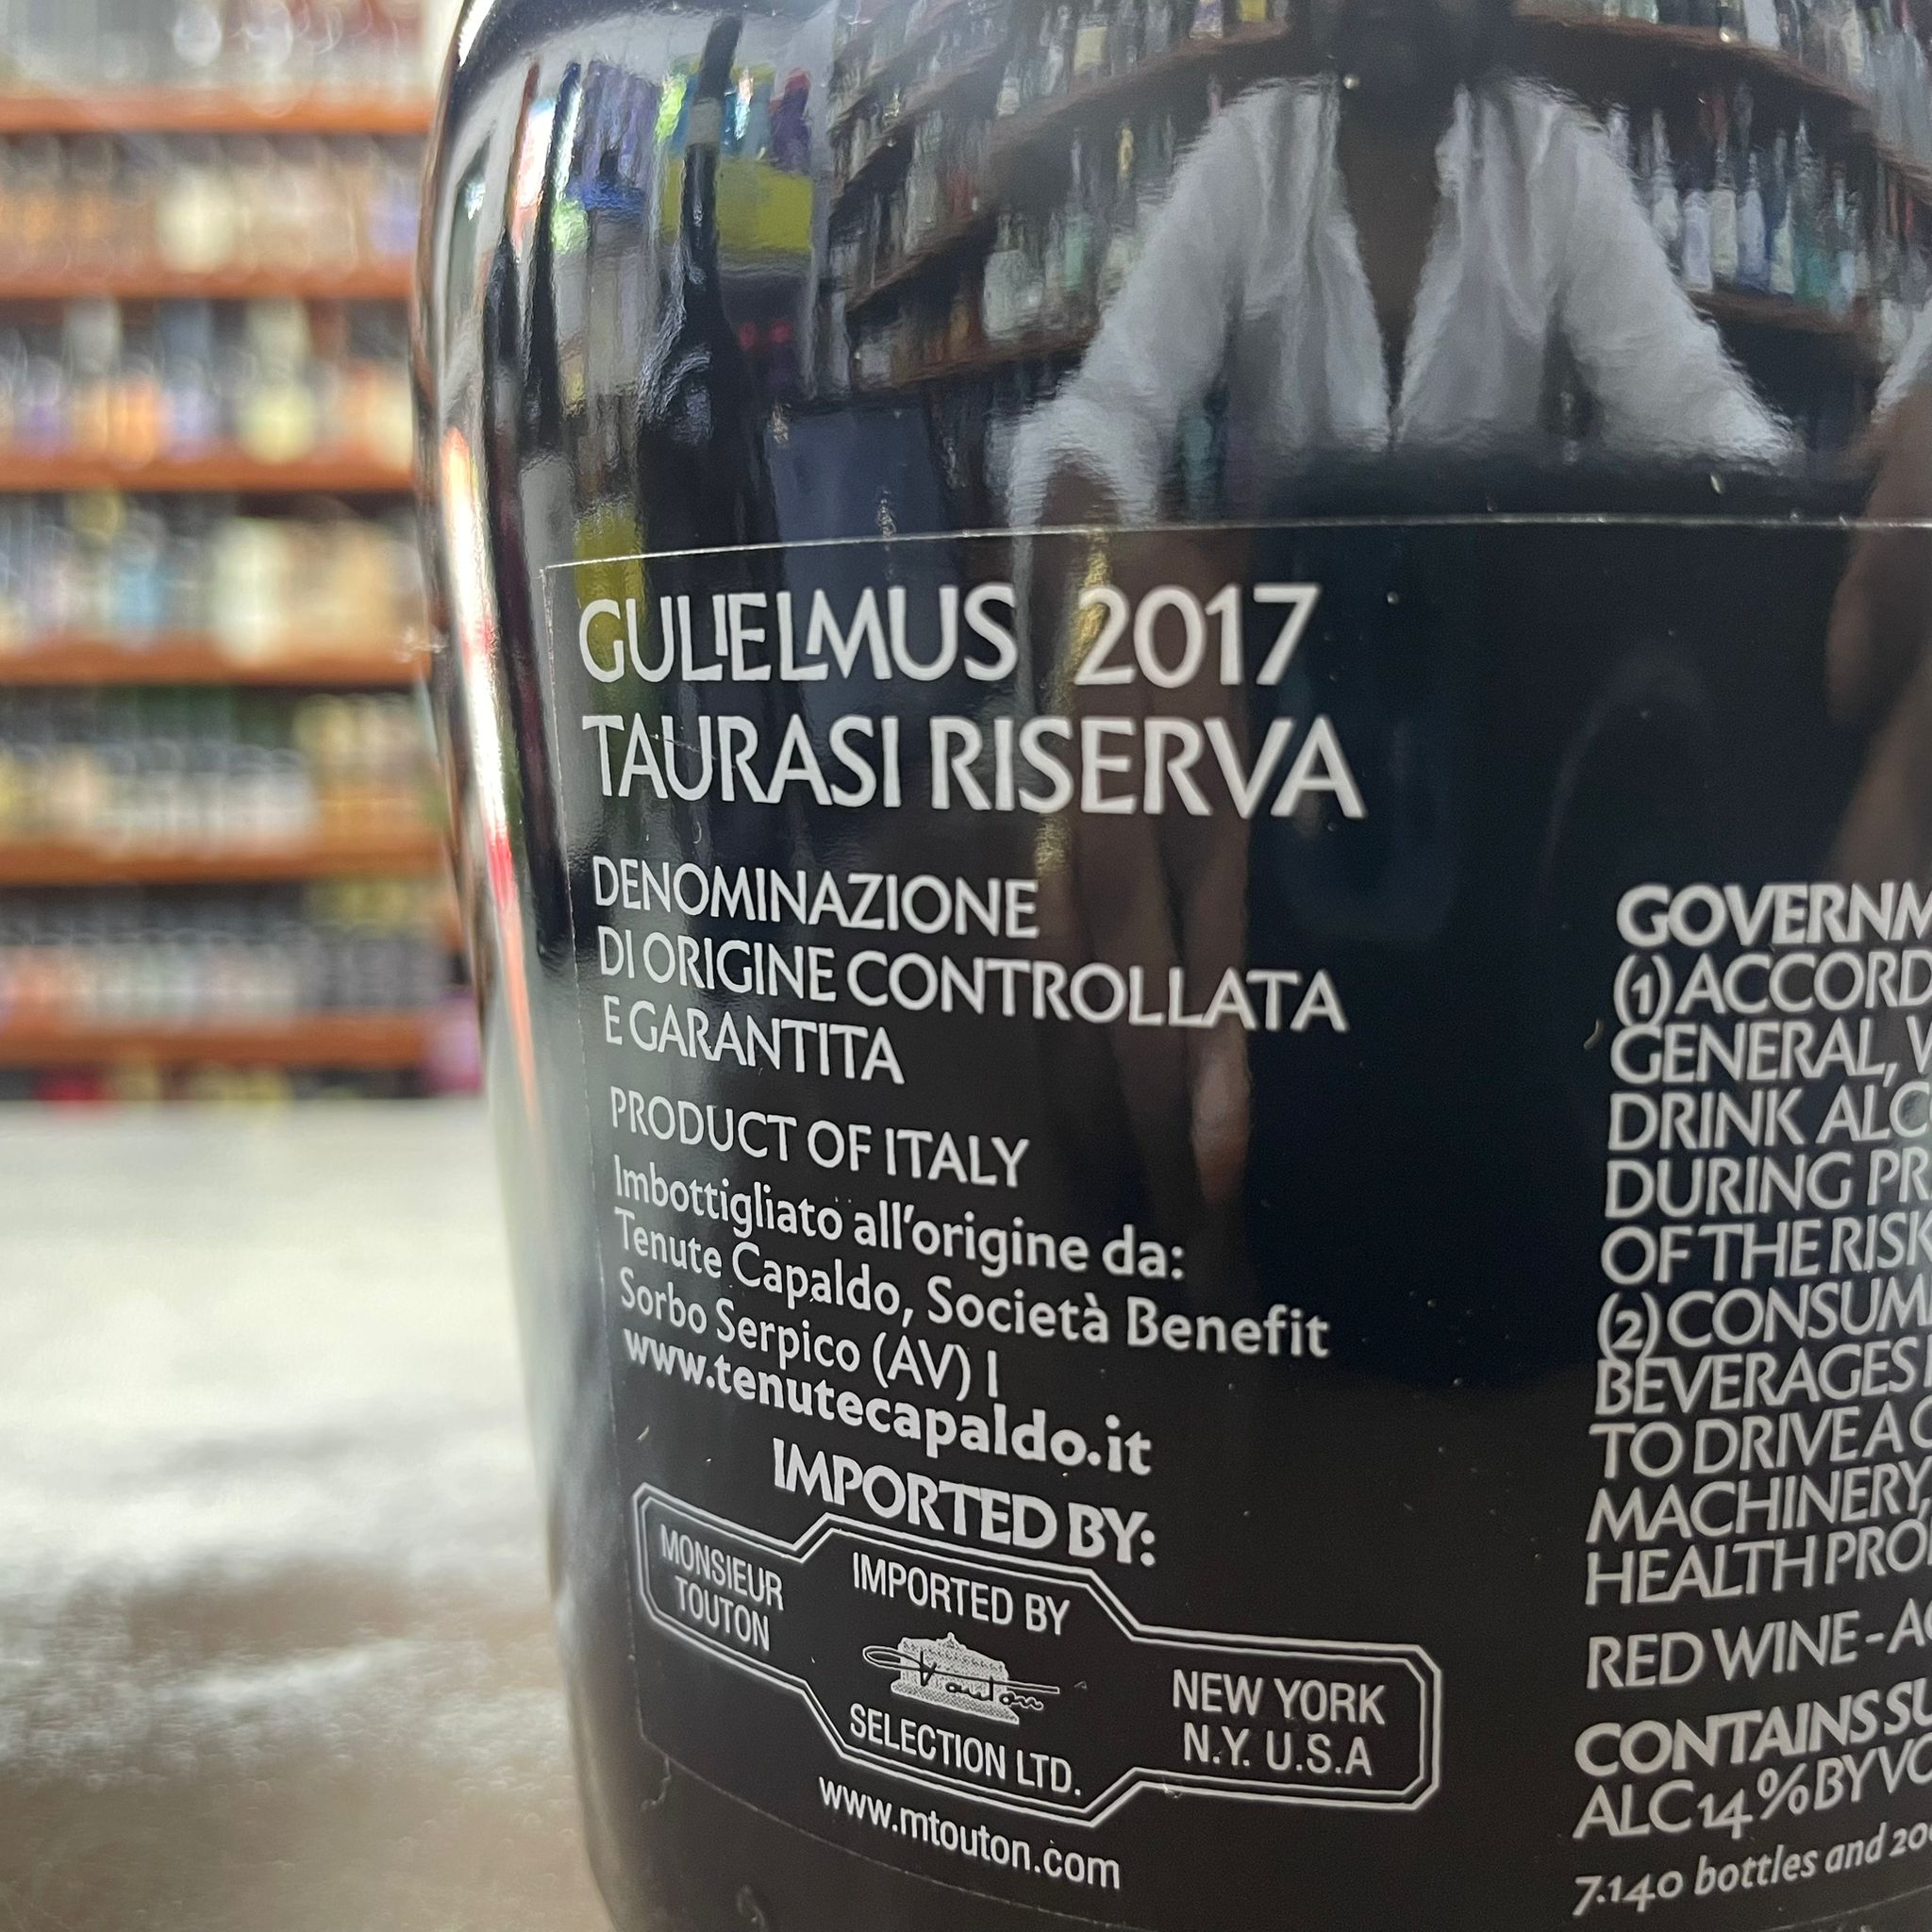 GULIELMUS 2017
TAURASI RISERVA
DENOMINAZIONE
DI ORIGINE CONTROLLATA
E GARANTITA
PRODUCT OF ITALY
Imbottigliato all'origine da:
Tenute Capaldo, Società Benefit
Sorbo Serpico (AV) I
www.tenutecapaldo.it
IMPORTED BY:
MONSIEUR
TOUTON
IMPORTED BY
Touton
SELECTION LTD.
NEW YORK
N.Y. U.S.A
www.mtouton.com
GOVERNM
(1) ACCORD
GENERAL, W
DRINK ALC
DURING PR
OF THE RISK
(2) CONSUM
BEVERAGES
TO DRIVE A C
MACHINERY,
HEALTH PRO
RED WINE - A
CONTAINS SU
ALC 14 % BY VO
7.140 bottles and 20